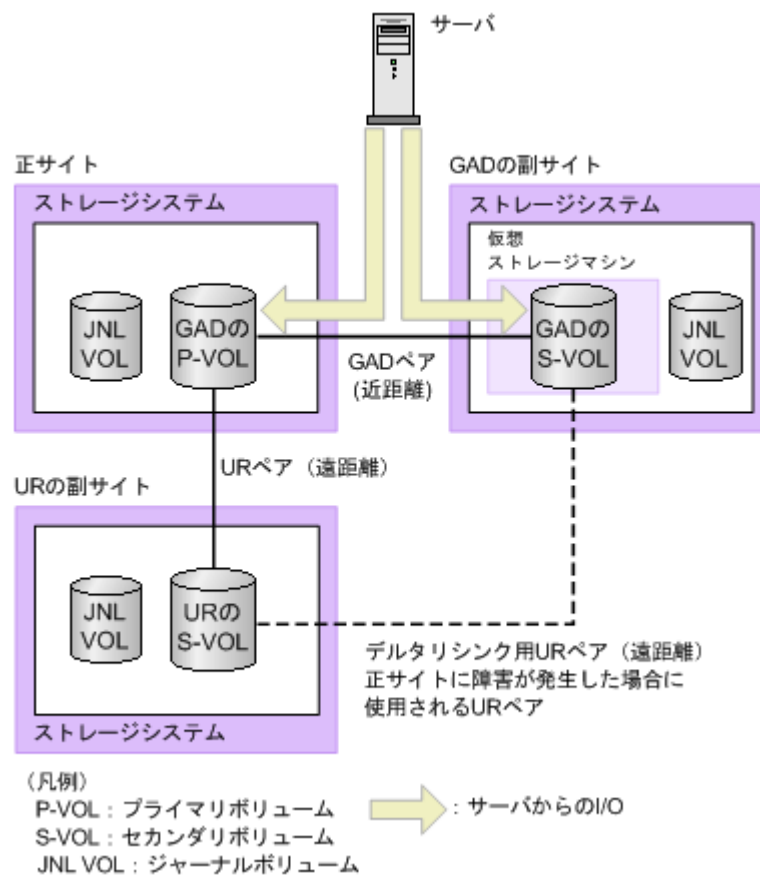 サーバ
正サイト
GADの副サイト
ストレージシステム
ストレージシステム
仮想
ストレージマシン
JNL
VOL
GADの
P-VOL
GADの
S-VOL
JNL
VOL
GADペア
(近距離)
URペア（遠距離）
URの副サイト
JNL
VOL
URの
S-VOL
デルタリシンク用URペア（遠距離）
正サイトに障害が発生した場合に
使用されるURペア
ストレージシステム
（凡例）
P-VOL：プライマリボリューム
：サーバからのI/O
S-VOL：セカンダリボリューム
JNL VOL：ジャーナルボリューム